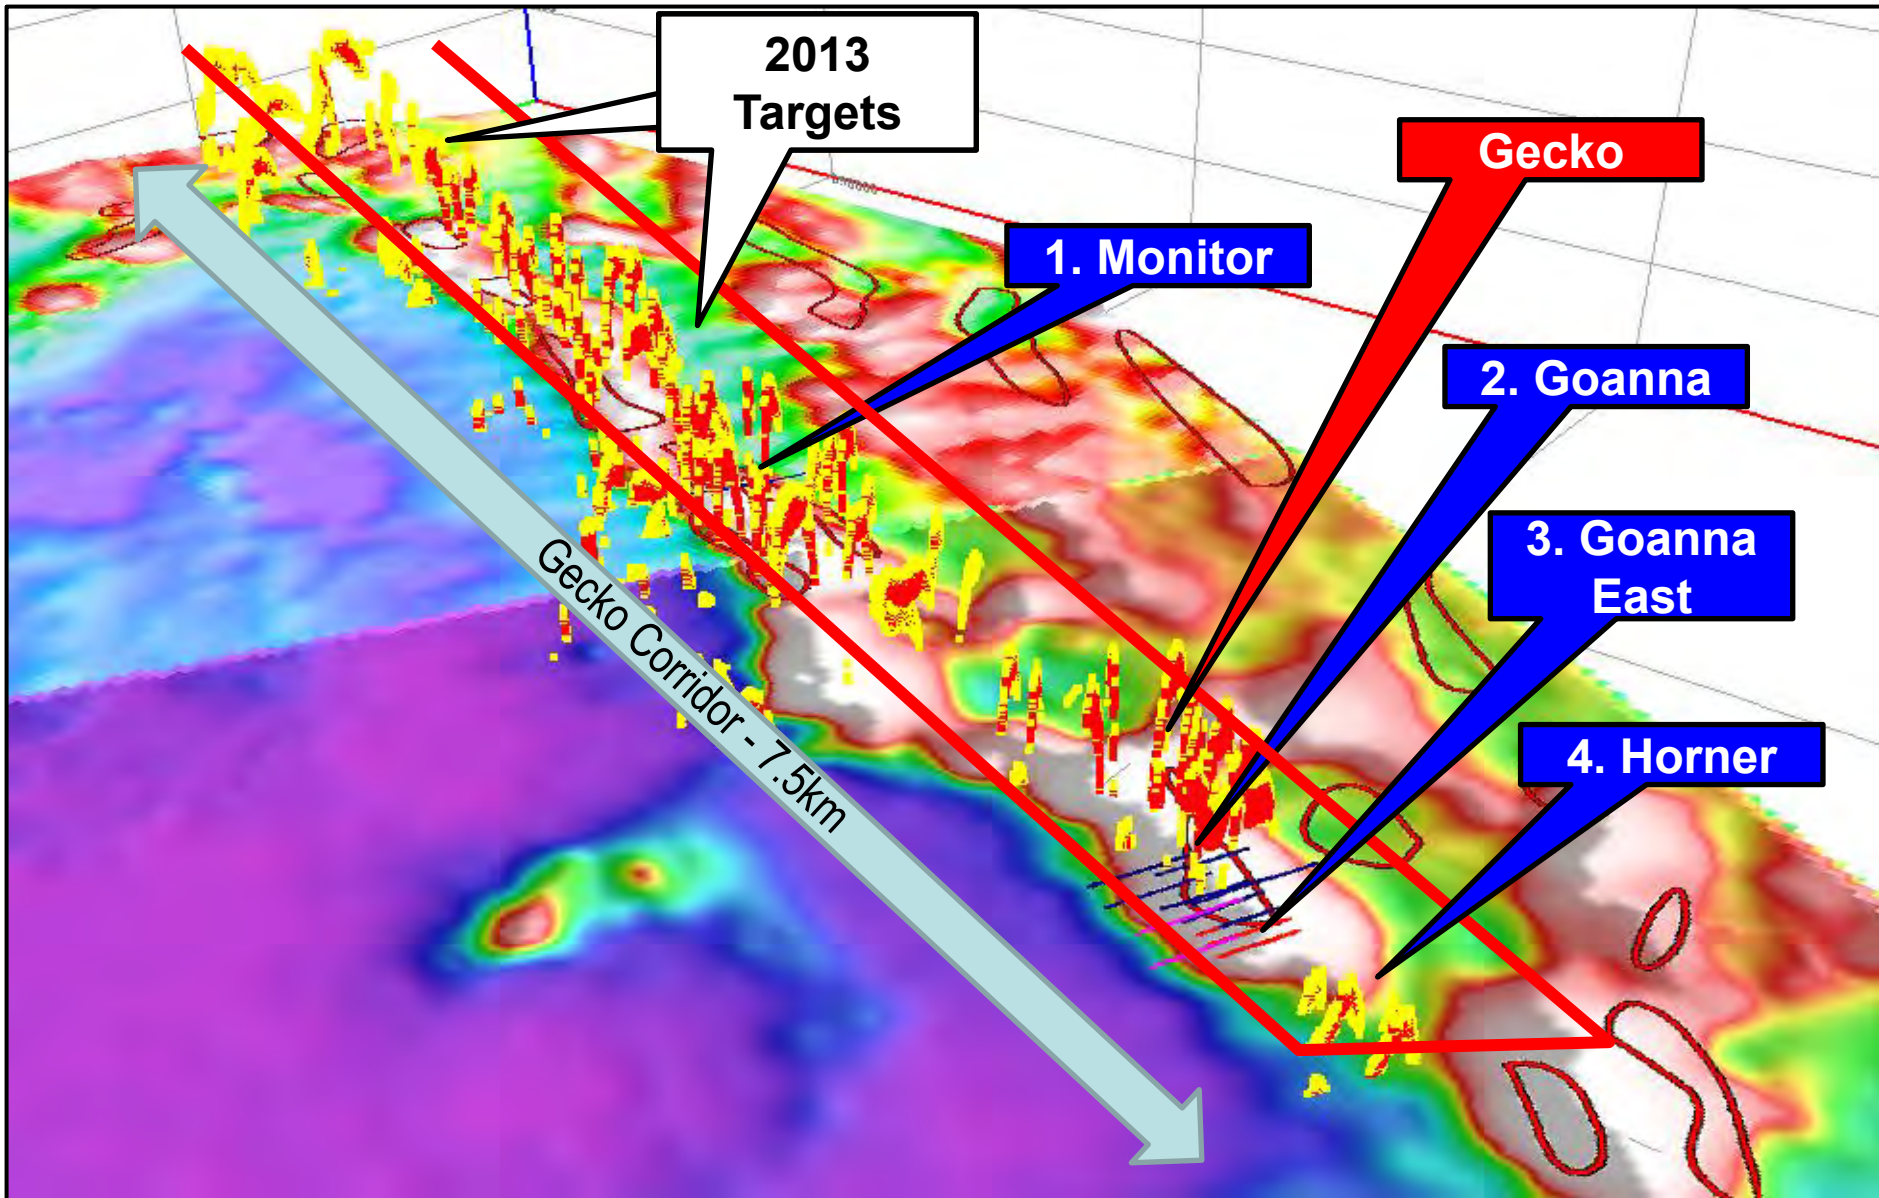 2013
Targets
Gecko
1. Monitor
2. Goanna
3. Goanna
East
4. Horner
Gecko Corridor - 7.5km